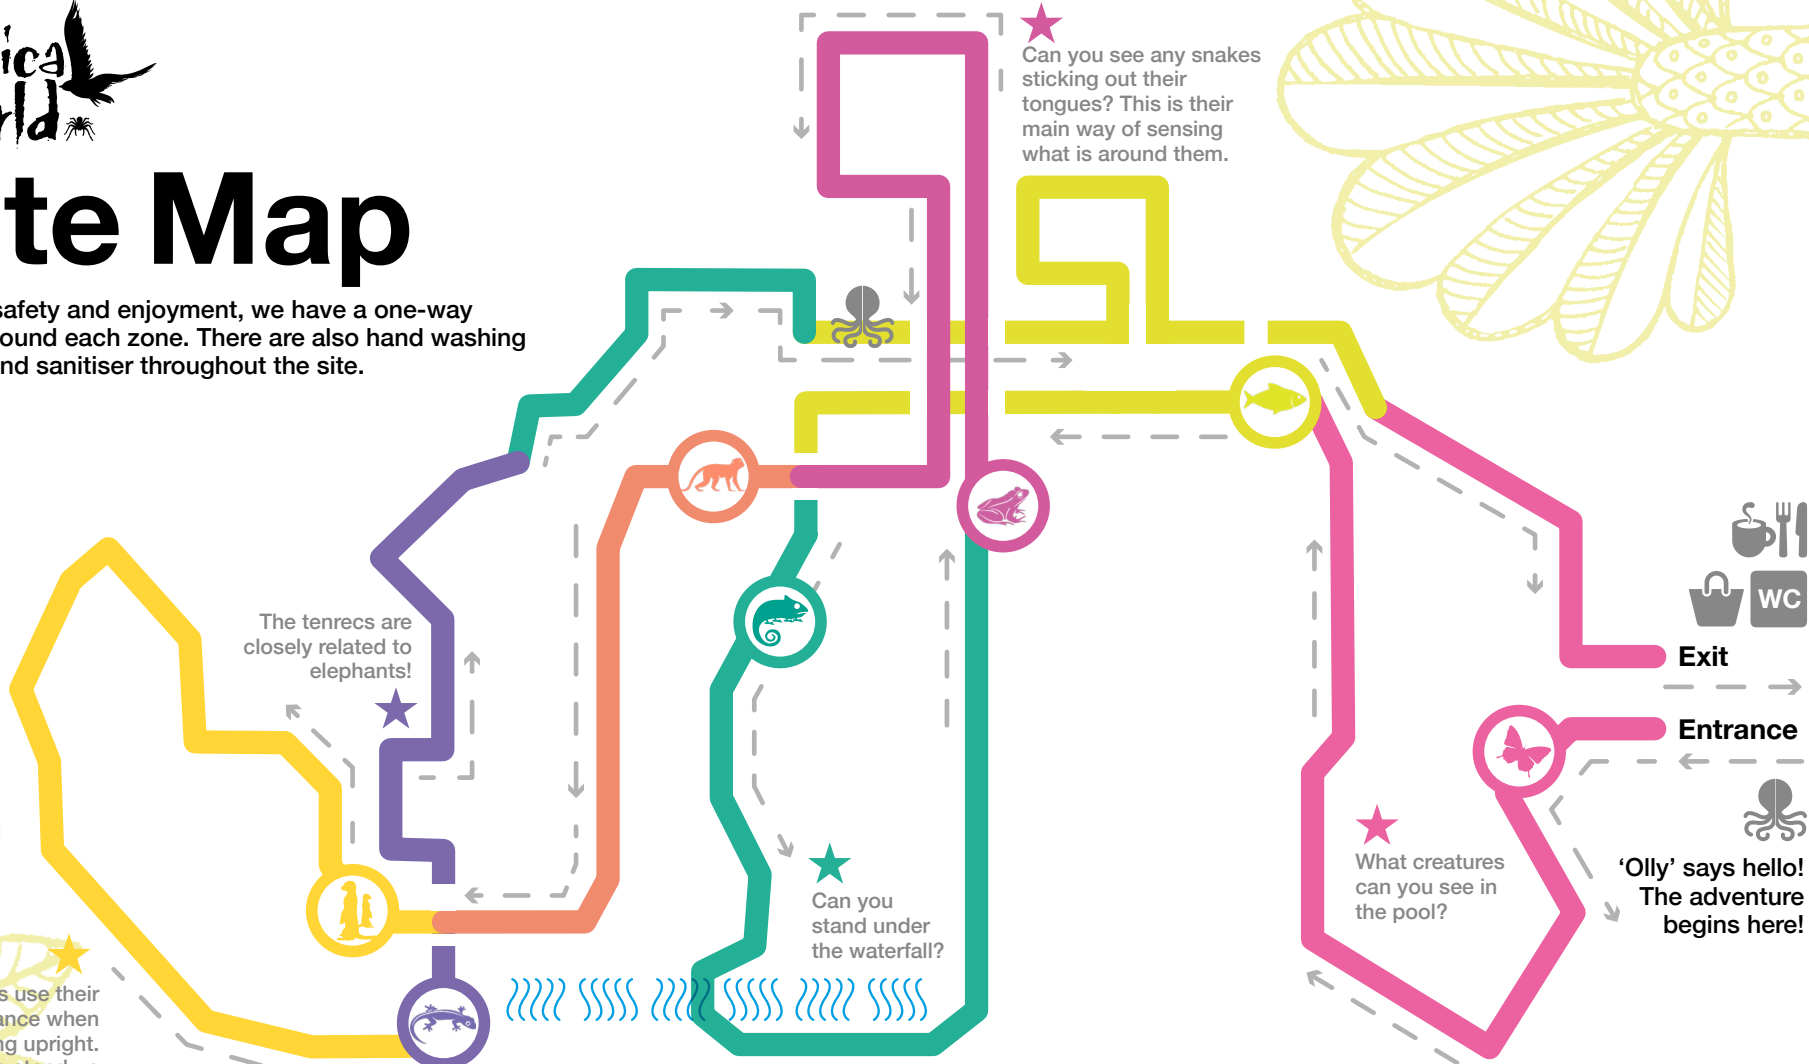 ica
rld
te Map
safety and enjoyment, we have a one-way
ound each zone. There are also hand washing
nd sanitiser throughout the site.
Can you see any snakes
sticking out their
tongues? This is their
main way of sensing
what is around them.
The tenrecs are
closely related to
elephants!
WC
Exit
Entrance
‘Olly’ says hello!
The adventure
begins here!
What creatures
can you see in
the pool?
Can you
stand under
the waterfall?
s use their
ance when
ng upright.